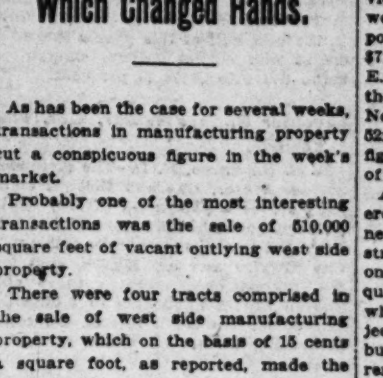 Which Changed Hands.
As has been the case for several weeks,
transactions in manufacturing property
cut a conspicuous figure in the week's
market.
Probably one of the most interesting
transactions was the sale of 510,000
square feet of vacant outlying west side
property.
There were four tracts comprised in
the sale of west side manufacturing
property, which on the basis of 15 cents
a square foot, as reported, made the
$7
E.
of